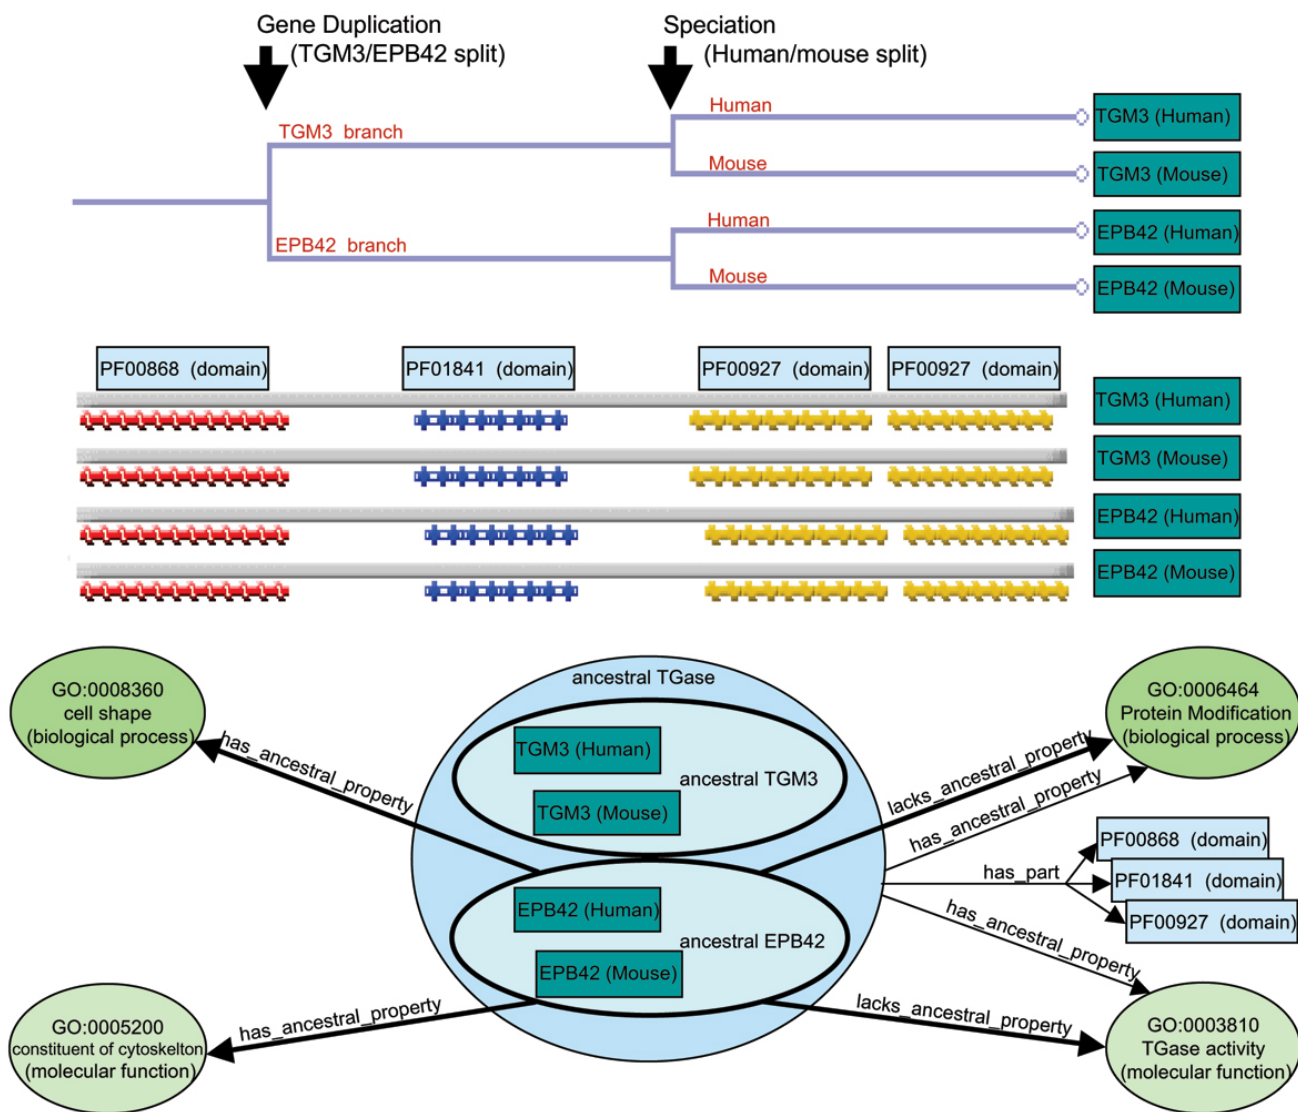 Gene Duplication
(TGM3/EPB42 split)
Speciation
(Human/mouse split)
Human
TGM3 (Human)
TGM3 branch
Mouse
TGM3 (Mouse)
Human
EPB42 (Human)
EPB42 branch
Mouse
EPB42 (Mouse)
PF00868 (domain)
PF01841 (domain)
PF00927 (domain)
PF00927 (domain)
TGM3 (Human)
TGM3 (Mouse)
EPB42 (Human)
EPB42 (Mouse)
GO:0008360
cell shape
(biological process)
has_ancestral_property
ancestral TGase
TGM3 (Human)
ancestral TGM3
TGM3 (Mouse)
EPB42 (Human)
ancestral EPB42
EPB42 (Mouse)
lacks_ancestral_property
has_ancestral_property
GO:0006464
Protein Modification
(biological process)
has_part
PF00868 (domain)
PF01841 (domain)
PF00927 (domain)
has_ancestral_property
has_ancestral_property
lacks_ancestral_property
GO:0005200
constituent of cytoskelton
(molecular function)
GO:0003810
TGase activity
(molecular function)